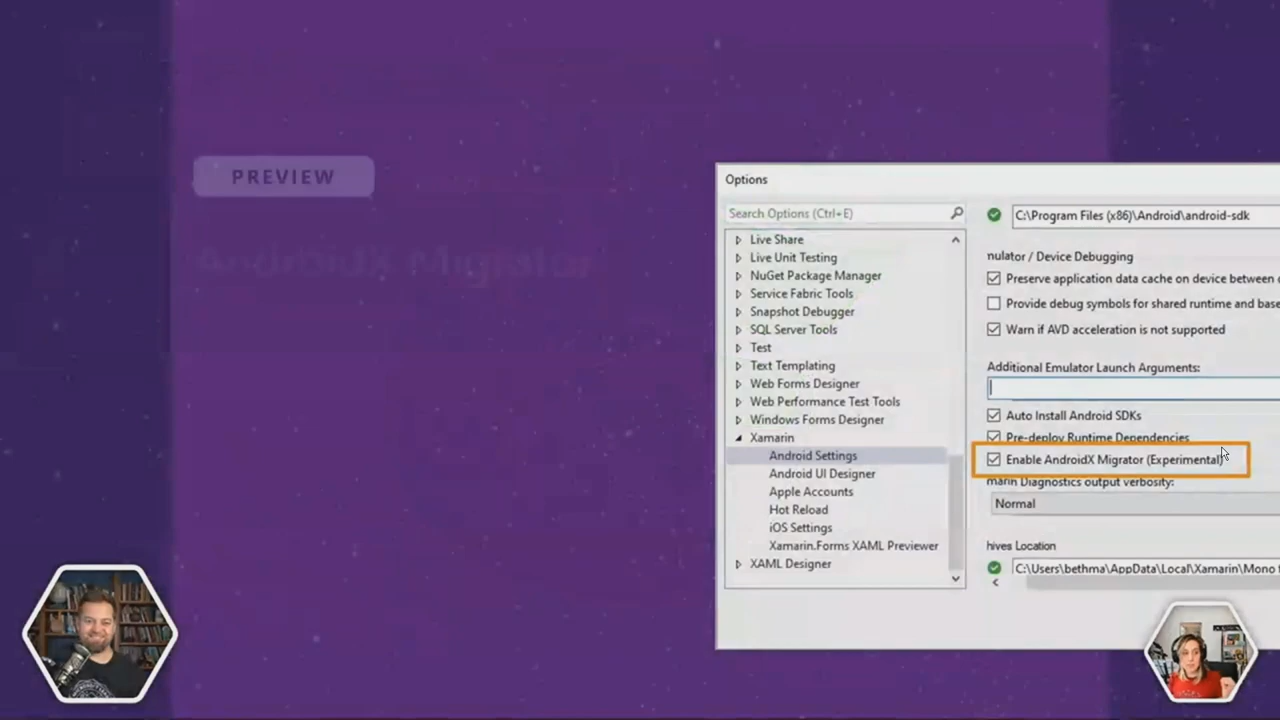 PREVIEW
AndroidX Migrator
Options
Search Options (Ctrl+E)
Live Share
Live Unit Testing
NuGet Package Manager
Service Fabric Tools
Snapshot Debugger
SQL Server Tools
Test
Text Templating
Web Forms Designer
Web Performance Test Tools
Windows Forms Designer
Xamarin
Android Settings
Android UI Designer
Apple Accounts
Hot Reload
iOS Settings
Xamarin.Forms XAML Previewer
XAML Designer
C:\Program Files (x86)\Android\android-sdk
nulator / Device Debugging
Preserve application data cache on device between
Provide debug symbols for shared runtime and base
Warn if AVD acceleration is not supported
Additional Emulator Launch Arguments:
Auto Install Android SDKs
Pre-deploy Runtime Dependencies
Enable AndroidX Migrator (Experimental)
marin Diagnostics output verbosity:
Normal
hives Location
C:\Users\bethma\AppData\Local\Xamarin\Mono f